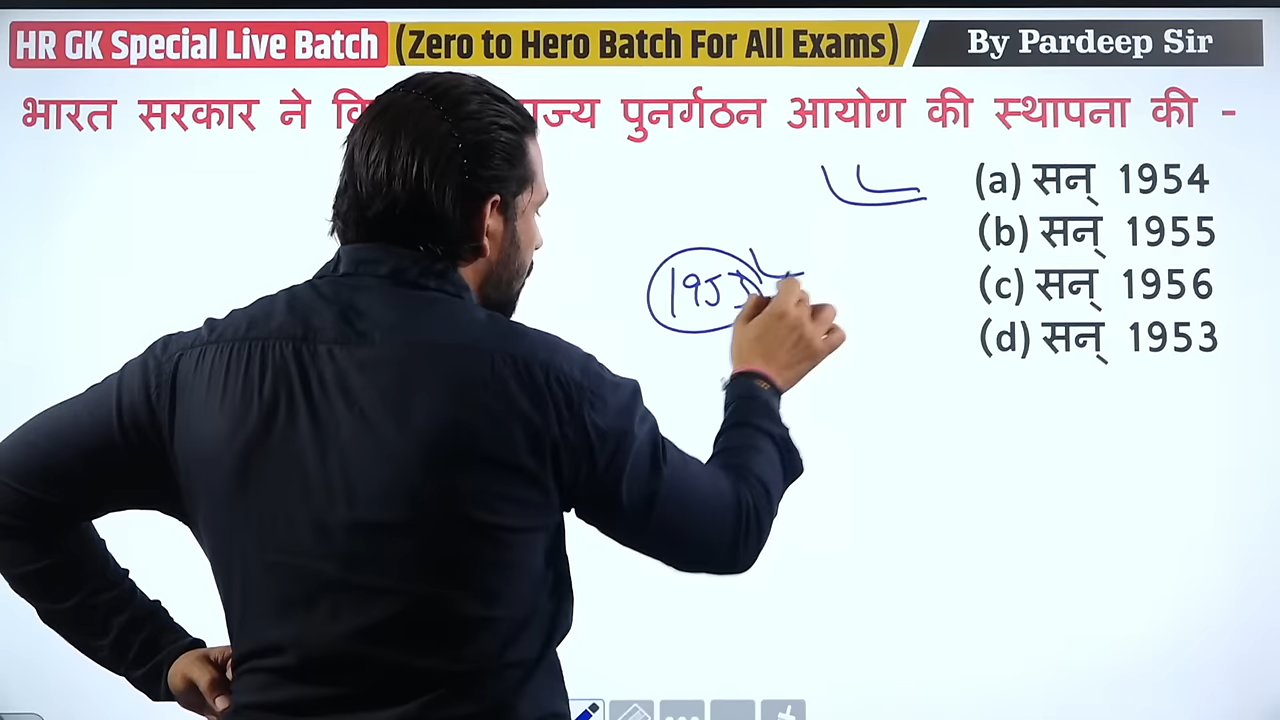 HR GK Special Live Batch (Zero to Hero Batch For All Exams) By Pardeep Sir
भारत सरकार ने पुनर्गठन आयोग की स्थापना की -
(a) सन् 1954
(b) सन् 1955
1953
(c) सन् 1956
(d) सन् 1953